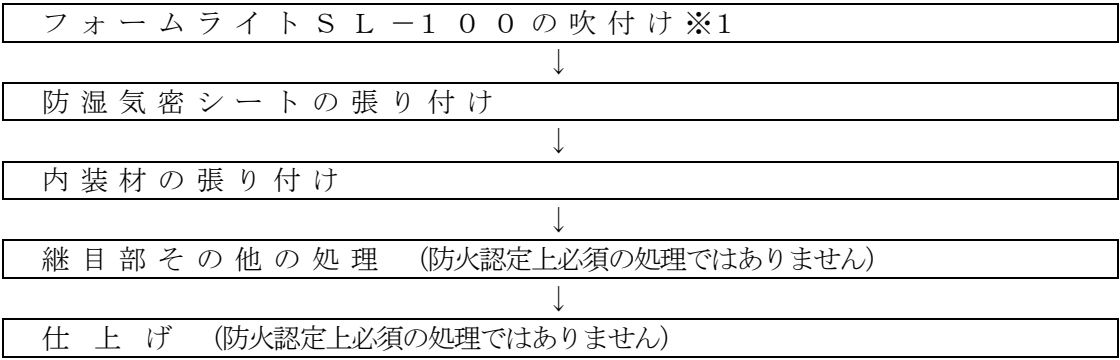 フォームライトＳＬ－１００の吹付け※1
↓
防湿気密シートの張り付け
↓
内装材の張り付け
↓
継目部その他の処理　(防火認定上必須の処理ではありません)
↓
仕上げ　(防火認定上必須の処理ではありません)